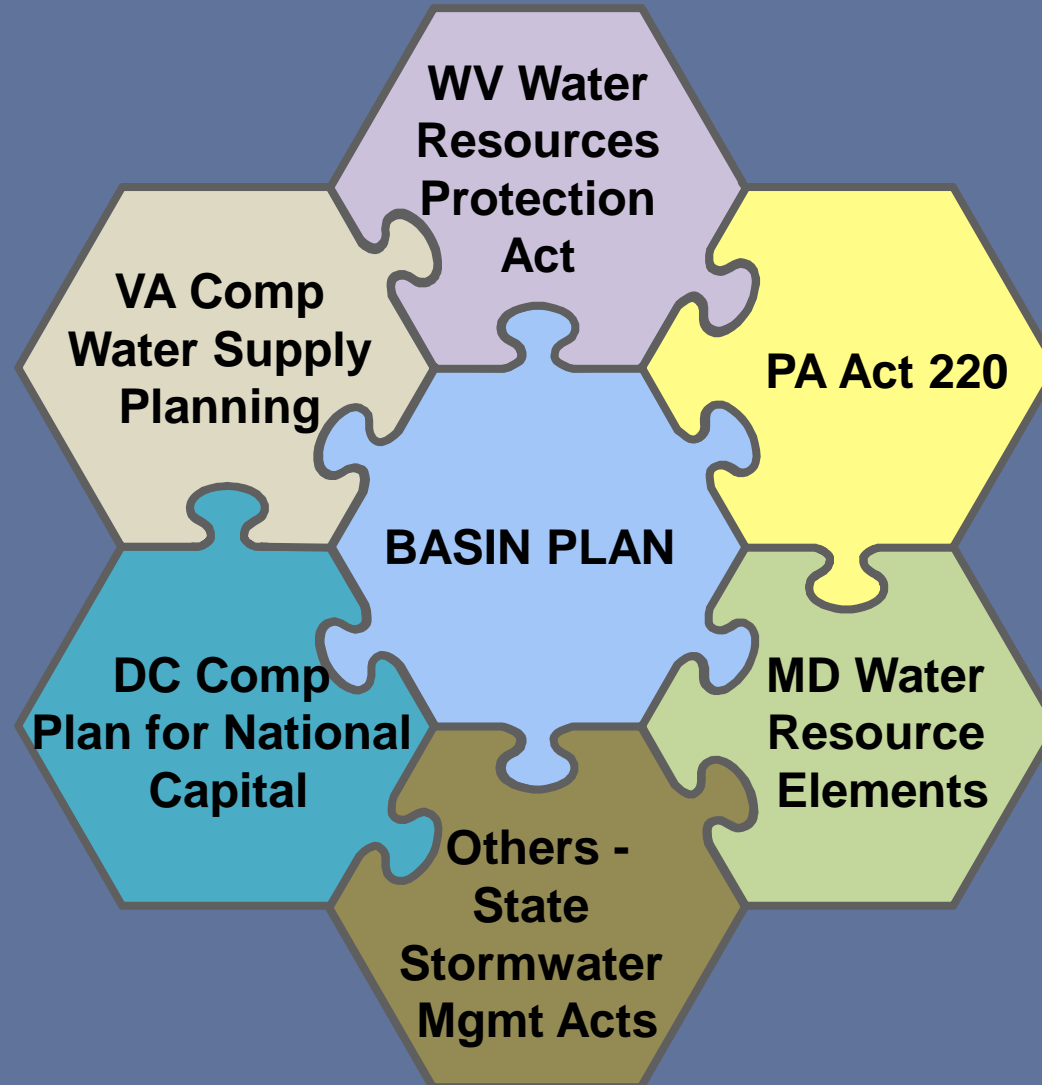 WV Water
Resources
Protection
Act
VA Comp
Water Supply
Planning
PA Act 220
BASIN PLAN
DC Comp
Plan for National
Capital
MD Water
Resource
Elements
Others -
State
Stormwater
Mgmt Acts